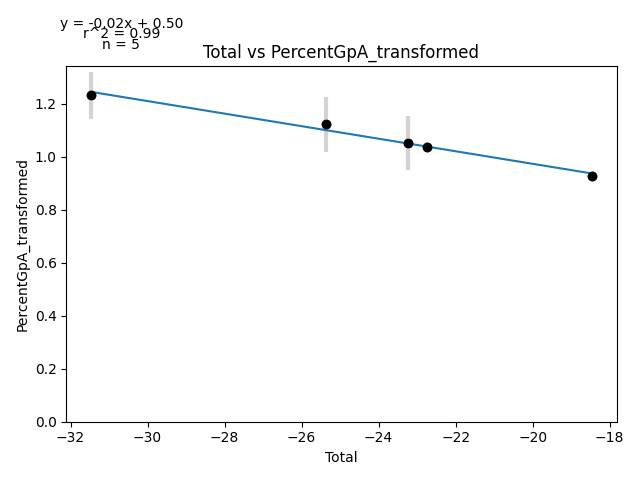 y = -0.02x + 0.50
r^2 = 0.99
n = 5
Total vs PercentGpA_transformed
PercentGpA_transformed
1.2
1.0
0.8
0.6
0.4
0.2
0.0
−32 −30 −28 −26 −24 −22 −20 −18
Total